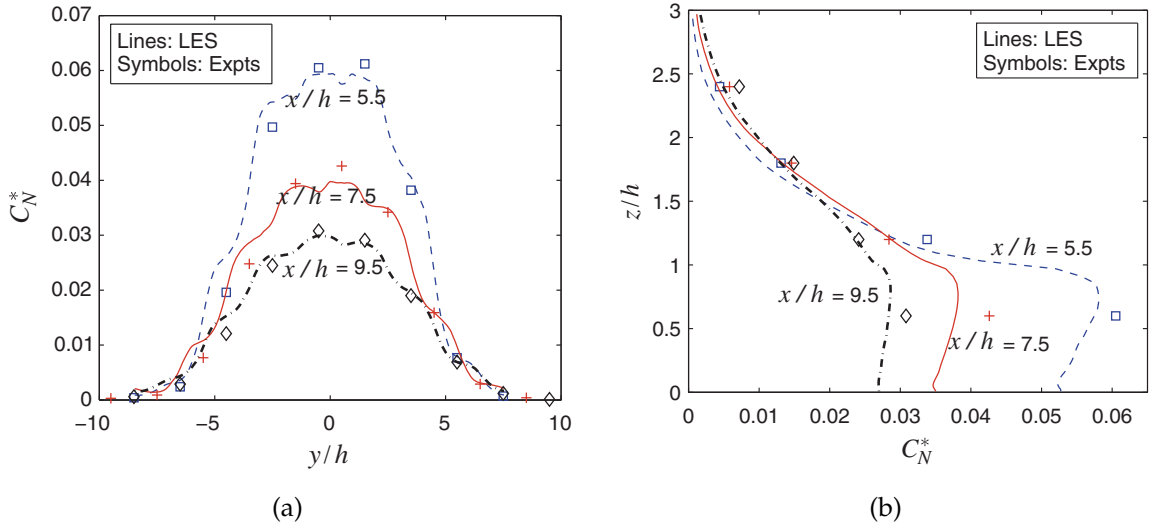 0.07
0.06
0.05
0.04
0.03
0.02
0.01
0
−10
−5
0
5
10
C*N
y/h
Lines: LES
Symbols: Expts
x/h = 5.5
x/h = 7.5
x/h = 9.5
(a)
3
2.5
2
1.5
1
0.5
0
0
0.01
0.02
0.03
0.04
0.05
0.06
z/h
C*N
Lines: LES
Symbols: Expts
x/h = 5.5
x/h = 9.5
x/h = 7.5
(b)